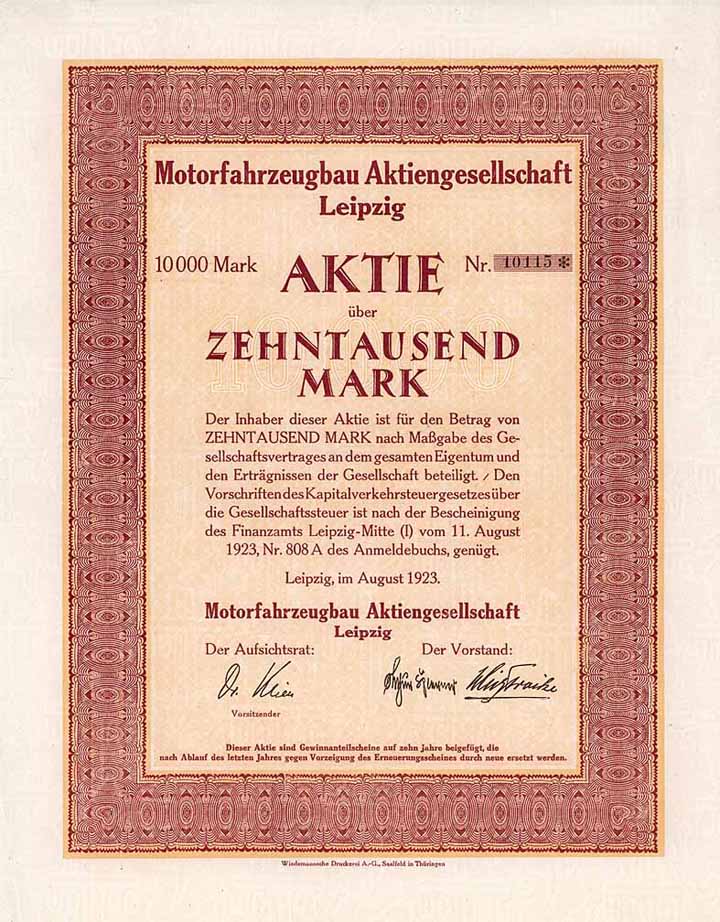 Motorfahrzeugbau Aktiengesellschaft
Leipzig
10000 Mark AKTIE Nr. 10115 *
über
ZEHNTAUSEND
MARK
Der Inhaber dieser Aktie ist für den Betrag von
ZEHNTAUSEND MARK nach Maßgabe des Ge-
sellschaftsvertrages an dem gesamten Eigentum und
den Erträgnissen der Gesellschaft beteiligt. / Den
Vorschriften des Kapitalverkehrsteuergesetzes über
die Gesellschaftssteuer ist nach der Bescheinigung
des Finanzamts Leipzig-Mitte (I) vom 11. August
1923, Nr. 808 A des Anmeldebuchs, genügt.
Leipzig, im August 1923.
Motorfahrzeugbau Aktiengesellschaft
Leipzig
Der Aufsichtsrat: Der Vorstand:
Dr. Klien
Vorsitzender
Dieser Aktie sind Gewinnanteilscheine auf zehn Jahre beigefügt, die
nach Ablauf des letzten Jahres gegen Vorzeigung des Erneuerungsscheines durch neue ersetzt werden.
Wiedemannsche Druckerei A.-G., Saalfeld in Thüringen